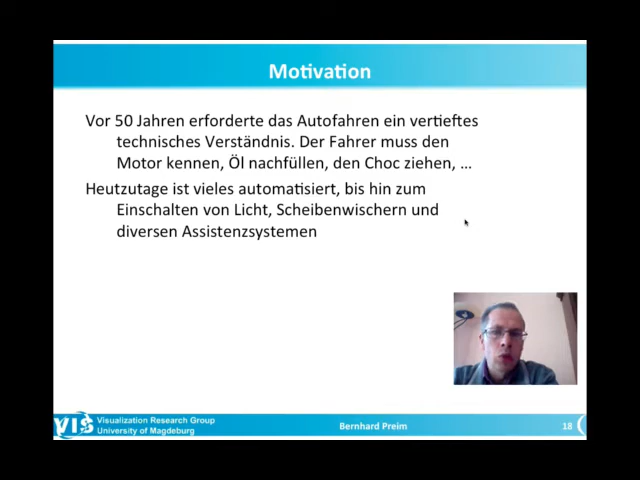 Motivation
Vor 50 Jahren erforderte das Autofahren ein vertieftes
technisches Verständnis. Der Fahrer muss den
Motor kennen, Öl nachfüllen, den Choc ziehen, …
Heutzutage ist vieles automatisiert, bis hin zum
Einschalten von Licht, Scheibenwischern und
diversen Assistenzsystemen
VIS
Visualization Research Group
University of Magdeburg
Bernhard Preim
18